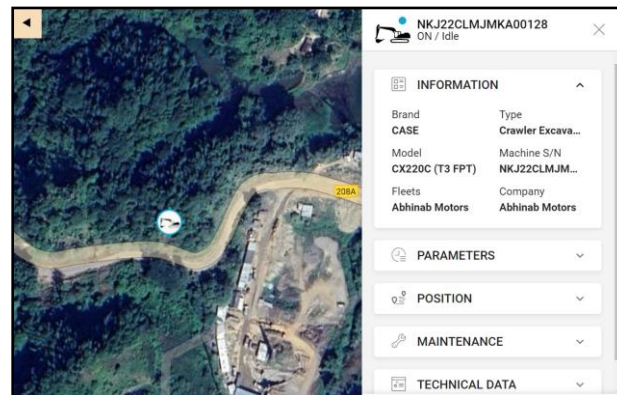 NKJ22CLMJMKA00128
ON / Idle
INFORMATION
Brand
Type
CASE
Crawler Excava...
Model
Machine S/N
CX220C (T3 FPT)
NKJ22CLMJM...
Fleets
Company
Abhinab Motors
Abhinab Motors
208A
PARAMETERS
POSITION
MAINTENANCE
TECHNICAL DATA